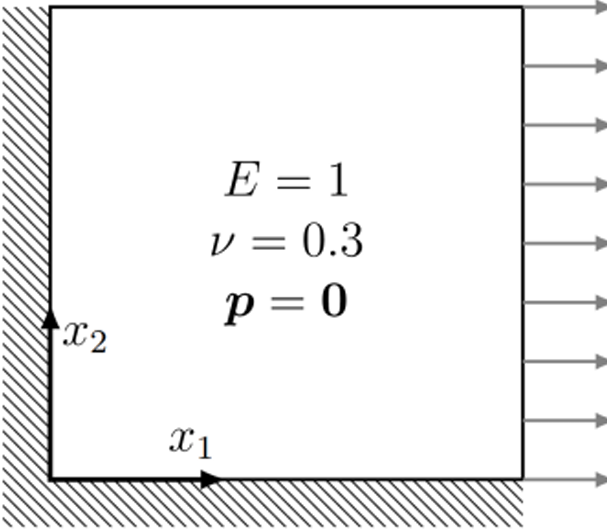 E = 1
ν = 0.3
p = 0
x₂
x₁